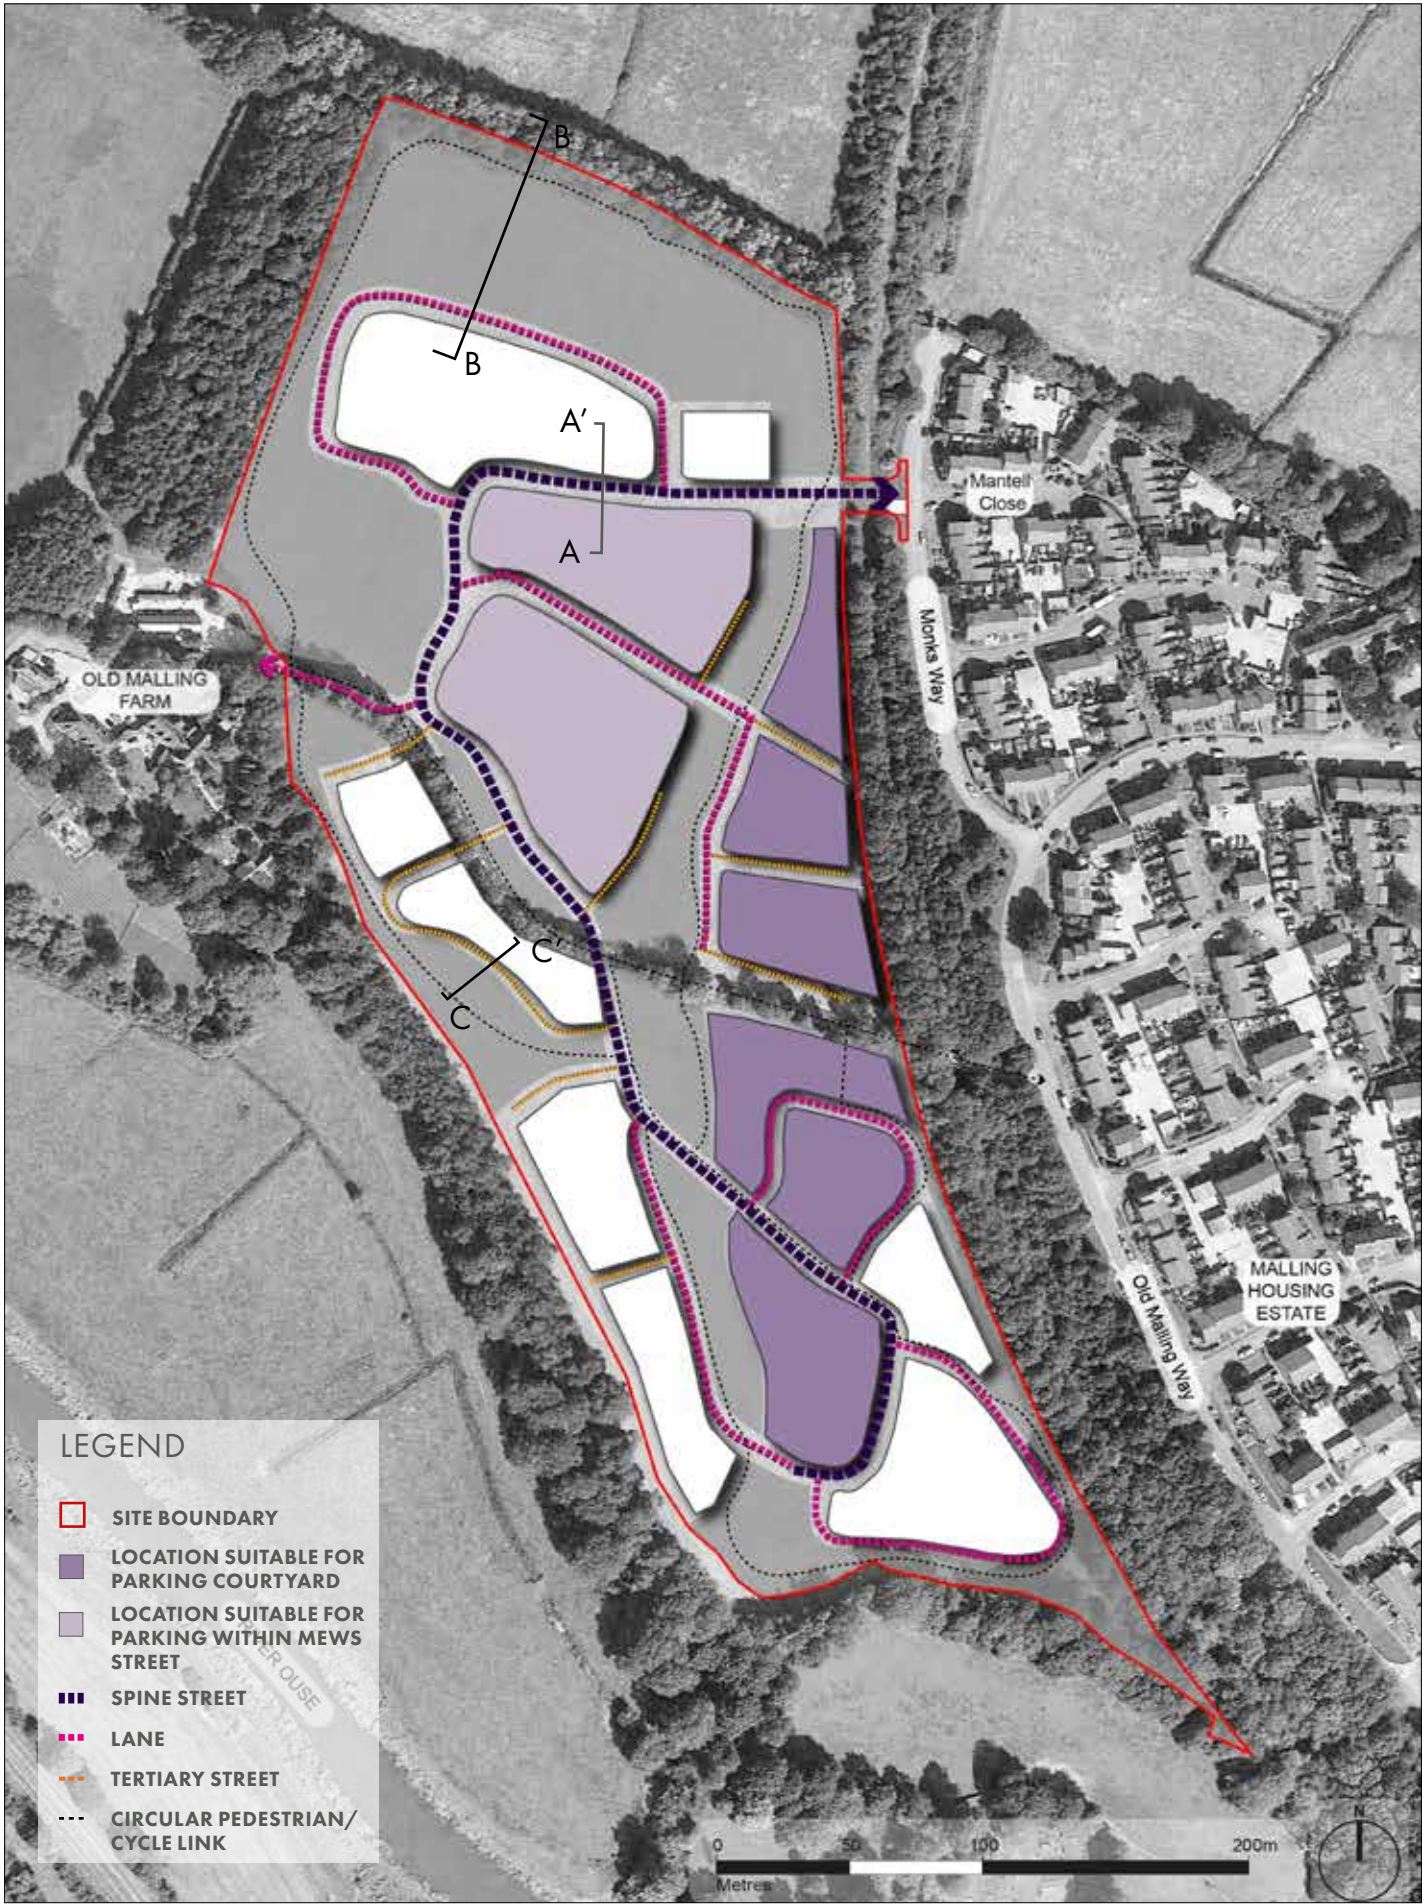 B
B
A'
A
Mantell
Close
Monks Way
OLD MALLING
FARM
C'
C
Old Malling Way
MALLING
HOUSING
ESTATE
LEGEND
SITE BOUNDARY
LOCATION SUITABLE FOR
PARKING COURTYARD
LOCATION SUITABLE FOR
PARKING WITHIN MEWS
STREET
SPINE STREET
LANE
TERTIARY STREET
CIRCULAR PEDESTRIAN/
CYCLE LINK
RIVER OUSE
0 50 100 200m
Metres
N